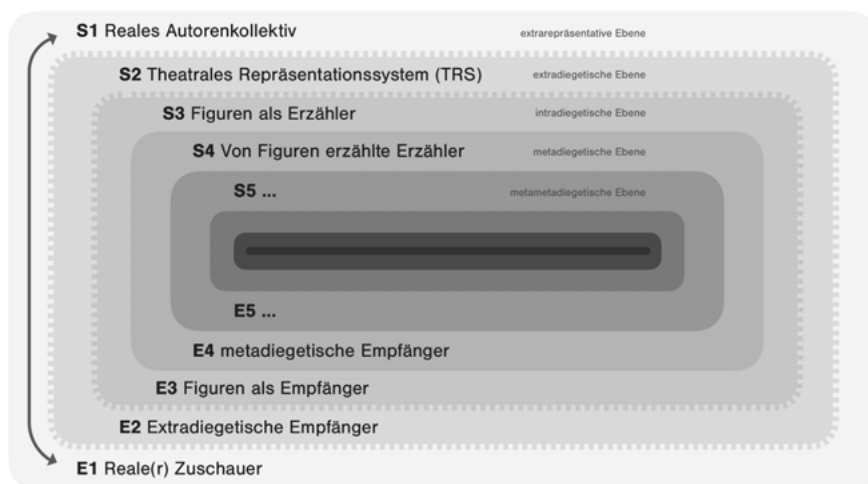 S1 Reales Autorenkollektiv extrarepräsentative Ebene
S2 Theatrales Repräsentationssystem (TRS) extradiegetische Ebene
S3 Figuren als Erzähler intradiegetische Ebene
S4 Von Figuren erzählte Erzähler metadiegetische Ebene
S5 ... metametadiegetische Ebene
E5 ...
E4 metadiegetische Empfänger
E3 Figuren als Empfänger
E2 Extradiegetische Empfänger
E1 Reale(r) Zuschauer